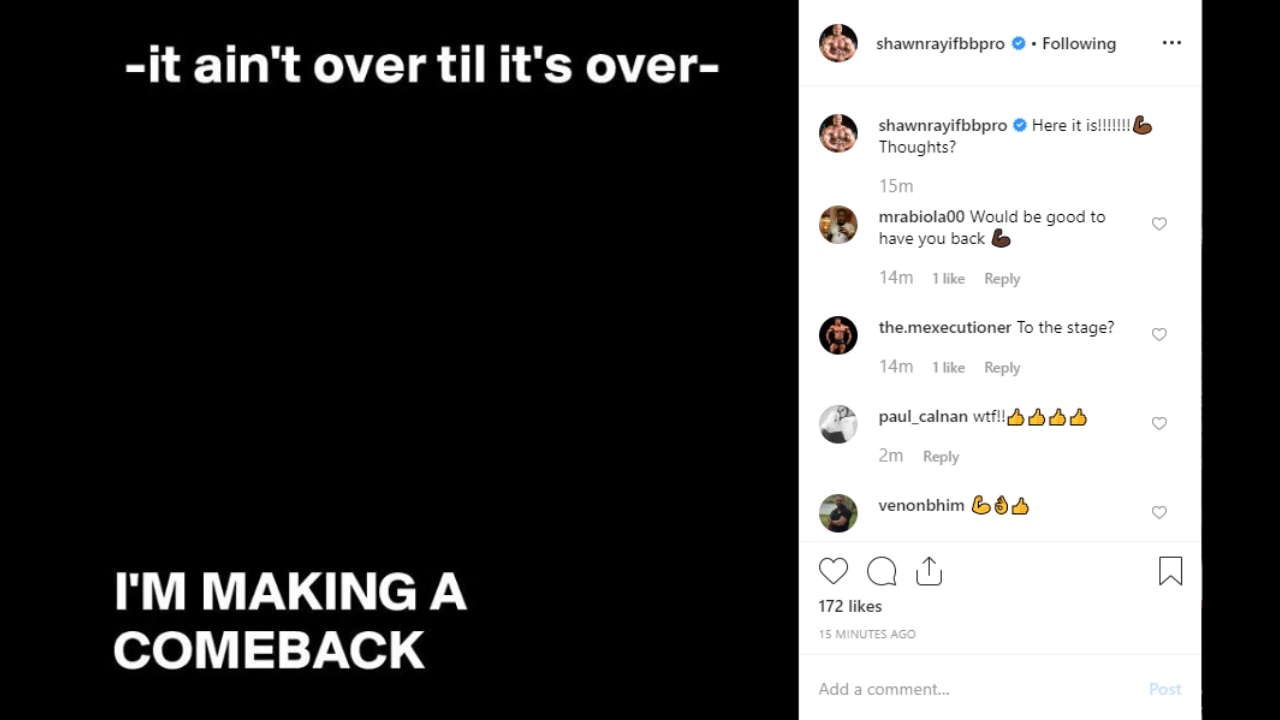 -it ain't over til it's over-
I'M MAKING A
COMEBACK
shawnrayifbbpro • Following
shawnrayifbbpro Here it is!!!!!!!💪🏿
Thoughts?
15m
mrabiola00 Would be good to
have you back 💪🏿
14m 1 like Reply
the.mexecutioner To the stage?
14m 1 like Reply
paul_calnan wtf!!👍👍👍👍
2m Reply
venonbhim 💪👌👍
172 likes
15 MINUTES AGO
Add a comment... Post